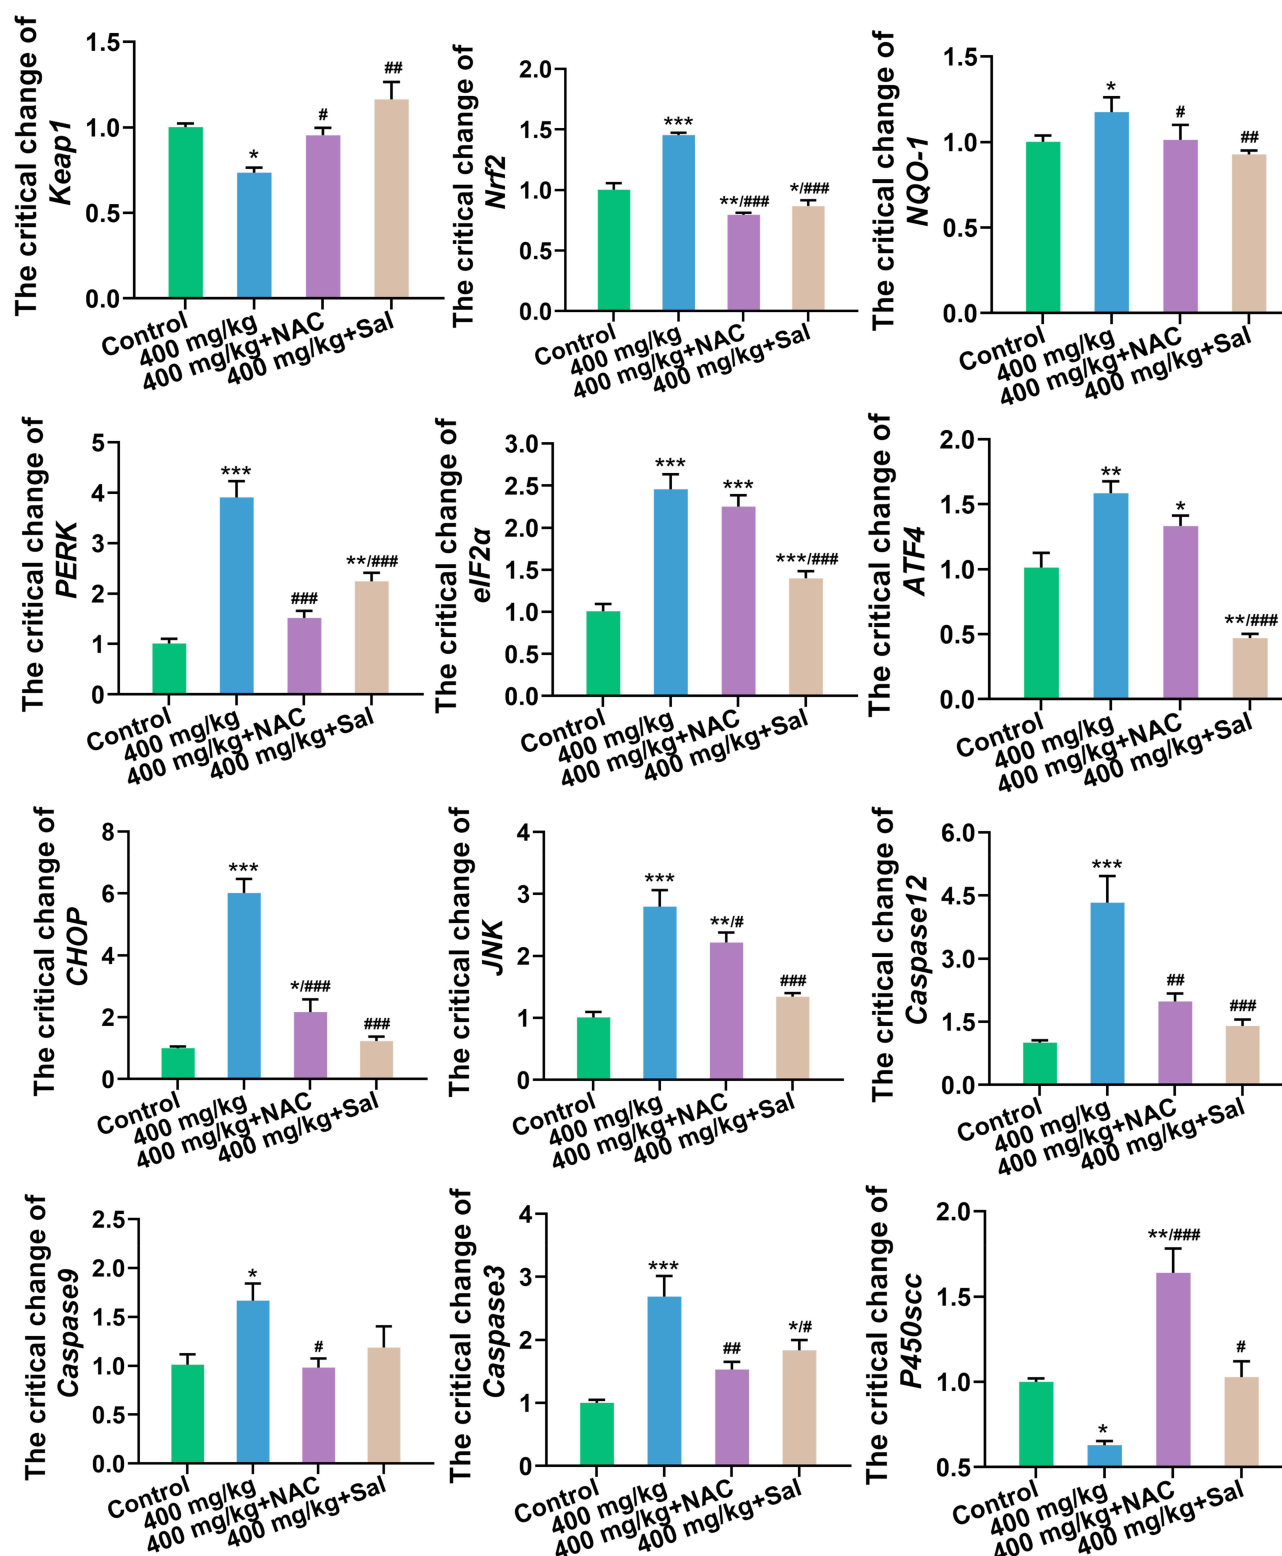 The critical change of
Keap1
1.5
1.0
0.5
0.0
*
#
##
Control
400 mg/kg
400 mg/kg+NAC
400 mg/kg+Sal
The critical change of
Nrf2
2.0
1.5
1.0
0.5
0.0
***
**/###
*/###
Control
400 mg/kg
400 mg/kg+NAC
400 mg/kg+Sal
The critical change of
NQO-1
1.5
1.0
0.5
0.0
*
#
##
Control
400 mg/kg
400 mg/kg+NAC
400 mg/kg+Sal
The critical change of
PERK
5
4
3
2
1
0
***
###
**/###
Control
400 mg/kg
400 mg/kg+NAC
400 mg/kg+Sal
The critical change of
eIF2α
3.0
2.5
2.0
1.5
1.0
0.5
0.0
***
***
***/###
Control
400 mg/kg
400 mg/kg+NAC
400 mg/kg+Sal
The critical change of
ATF4
2.0
1.5
1.0
0.5
0.0
**
*
**/###
Control
400 mg/kg
400 mg/kg+NAC
400 mg/kg+Sal
The critical change of
CHOP
8
6
4
2
0
***
*/###
###
Control
400 mg/kg
400 mg/kg+NAC
400 mg/kg+Sal
The critical change of
JNK
4
3
2
1
0
***
**/#
###
Control
400 mg/kg
400 mg/kg+NAC
400 mg/kg+Sal
The critical change of
Caspase12
6.0
4.5
3.0
1.5
0.0
***
##
###
Control
400 mg/kg
400 mg/kg+NAC
400 mg/kg+Sal
The critical change of
Caspase9
2.5
2.0
1.5
1.0
0.5
0.0
*
#
Control
400 mg/kg
400 mg/kg+NAC
400 mg/kg+Sal
The critical change of
Caspase3
4
3
2
1
0
***
##
*/#
Control
400 mg/kg
400 mg/kg+NAC
400 mg/kg+Sal
The critical change of
P450scc
2.0
1.5
1.0
0.5
*
**/###
#
Control
400 mg/kg
400 mg/kg+NAC
400 mg/kg+Sal